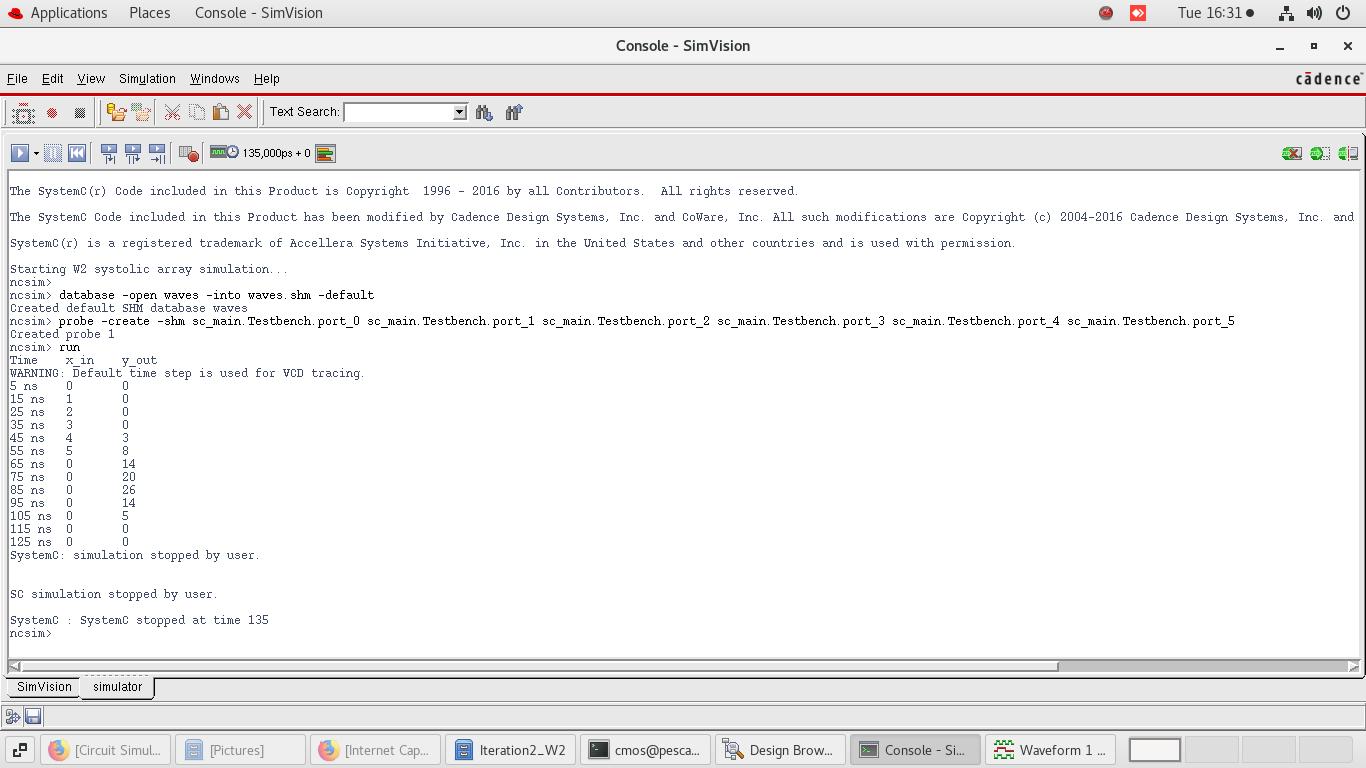 Applications Places Console - SimVision Tue 16:31
Console - SimVision
File Edit View Simulation Windows Help cādence
Text Search:
135,000ps + 0
The SystemC(r) Code included in this Product is Copyright  1996 - 2016 by all Contributors.  All rights reserved.
The SystemC Code included in this Product has been modified by Cadence Design Systems, Inc. and CoWare, Inc. All such modifications are Copyright (c) 2004-2016 Cadence Design Systems, Inc. and
SystemC(r) is a registered trademark of Accellera Systems Initiative, Inc. in the United States and other countries and is used with permission.
Starting W2 systolic array simulation...
ncsim>
ncsim> database -open waves -into waves.shm -default
Created default SHM database waves
ncsim> probe -create -shm sc_main.Testbench.port_0 sc_main.Testbench.port_1 sc_main.Testbench.port_2 sc_main.Testbench.port_3 sc_main.Testbench.port_4 sc_main.Testbench.port_5
Created probe 1
ncsim> run
Time    x_in    y_out
WARNING: Default time step is used for VCD tracing.
5 ns    0       0
15 ns   1       0
25 ns   2       0
35 ns   3       0
45 ns   4       3
55 ns   5       8
65 ns   0       14
75 ns   0       20
85 ns   0       26
95 ns   0       14
105 ns  0       5
115 ns  0       0
125 ns  0       0
SystemC: simulation stopped by user.
SC simulation stopped by user.
SystemC : SystemC stopped at time 135
ncsim>
SimVision simulator
[Circuit Simul... [Pictures] [Internet Cap... Iteration2_W2 cmos@pesca... Design Brow... Console - Si... Waveform 1 ...